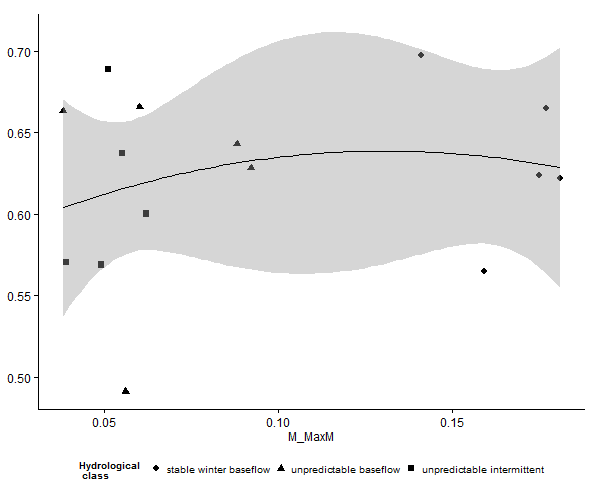 0.70
0.65
0.60
0.55
0.50
0.05 0.10 0.15
M_MaxM
Hydrological
class
stable winter baseflow unpredictable baseflow unpredictable intermittent